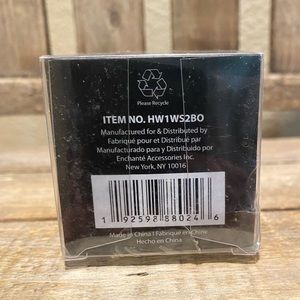 Please Recycle
ITEM NO. HW1WS2BO
Manufactured for & Distributed by
Fabriqué pour et Distribué par
Manufacturado para y Distribuido por
Enchanté Accessories Inc.
New York, NY 10016
1 92598 88024 6
Made in China | Fabriqué en Chine
Hecho en China